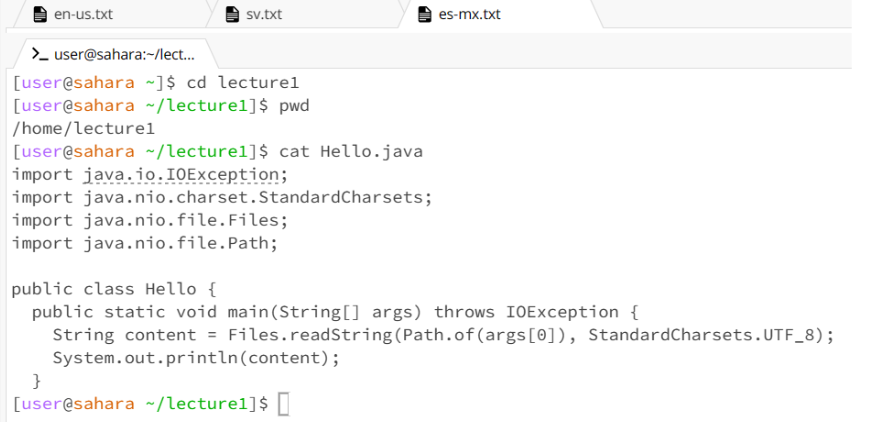 en-us.txt sv.txt es-mx.txt
>_ user@sahara:~/lect...
[user@sahara ~]$ cd lecture1
[user@sahara ~/lecture1]$ pwd
/home/lecture1
[user@sahara ~/lecture1]$ cat Hello.java
import java.io.IOException;
import java.nio.charset.StandardCharsets;
import java.nio.file.Files;
import java.nio.file.Path;

public class Hello {
  public static void main(String[] args) throws IOException {
    String content = Files.readString(Path.of(args[0]), StandardCharsets.UTF_8);
    System.out.println(content);
  }
[user@sahara ~/lecture1]$